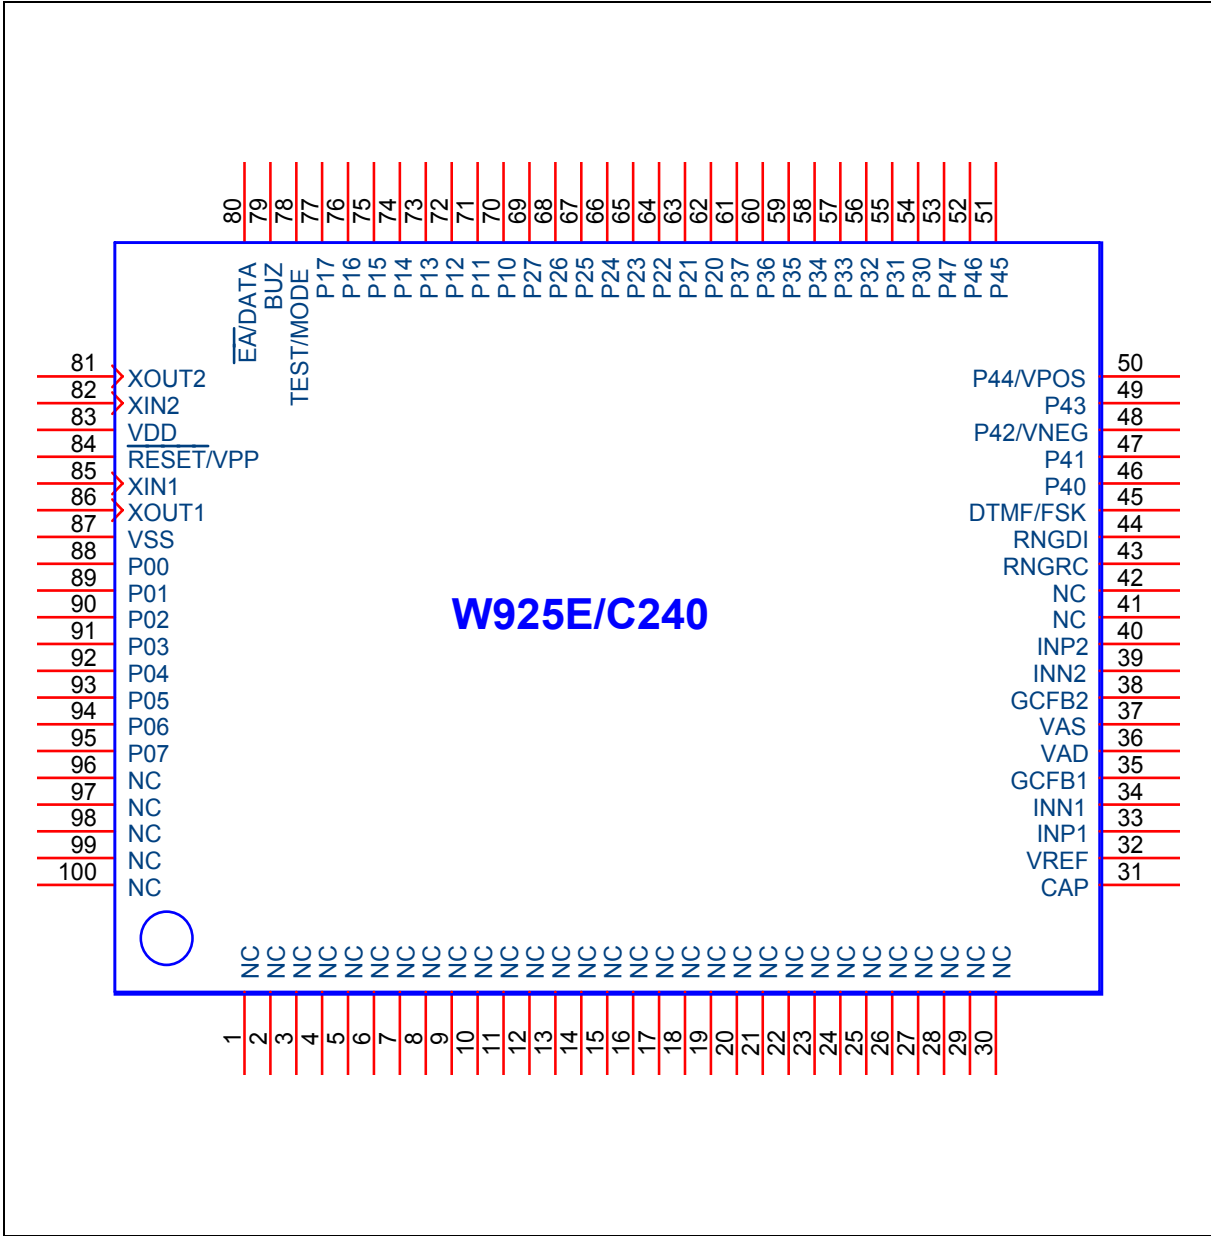 80 79 78 77 76 75 74 73 72 71 70 69 68 67 66 65 64 63 62 61 60 59 58 57 56 55 54 53 52 51
EA/DATA BUZ TEST/MODE P17 P16 P15 P14 P13 P12 P11 P10 P27 P26 P25 P24 P23 P22 P21 P20 P37 P36 P35 P34 P33 P32 P31 P30 P47 P46 P45
81 XOUT2 P44/VPOS 50
82 XIN2 P43 49
83 VDD P42/VNEG 48
84 RESET/VPP P41 47
85 XIN1 P40 46
86 XOUT1 DTMF/FSK 45
87 VSS RNGDI 44
88 P00 RNGRC 43
89 P01 NC 42
90 P02 NC 41
W925E/C240
91 P03 INP2 40
92 P04 INN2 39
93 P05 GCFB2 38
94 P06 VAS 37
95 P07 VAD 36
96 NC GCFB1 35
97 NC INN1 34
98 NC INP1 33
99 NC VREF 32
100 NC CAP 31
NC NC NC NC NC NC NC NC NC NC NC NC NC NC NC NC NC NC NC NC NC NC NC NC NC NC NC NC NC NC
1 2 3 4 5 6 7 8 9 10 11 12 13 14 15 16 17 18 19 20 21 22 23 24 25 26 27 28 29 30